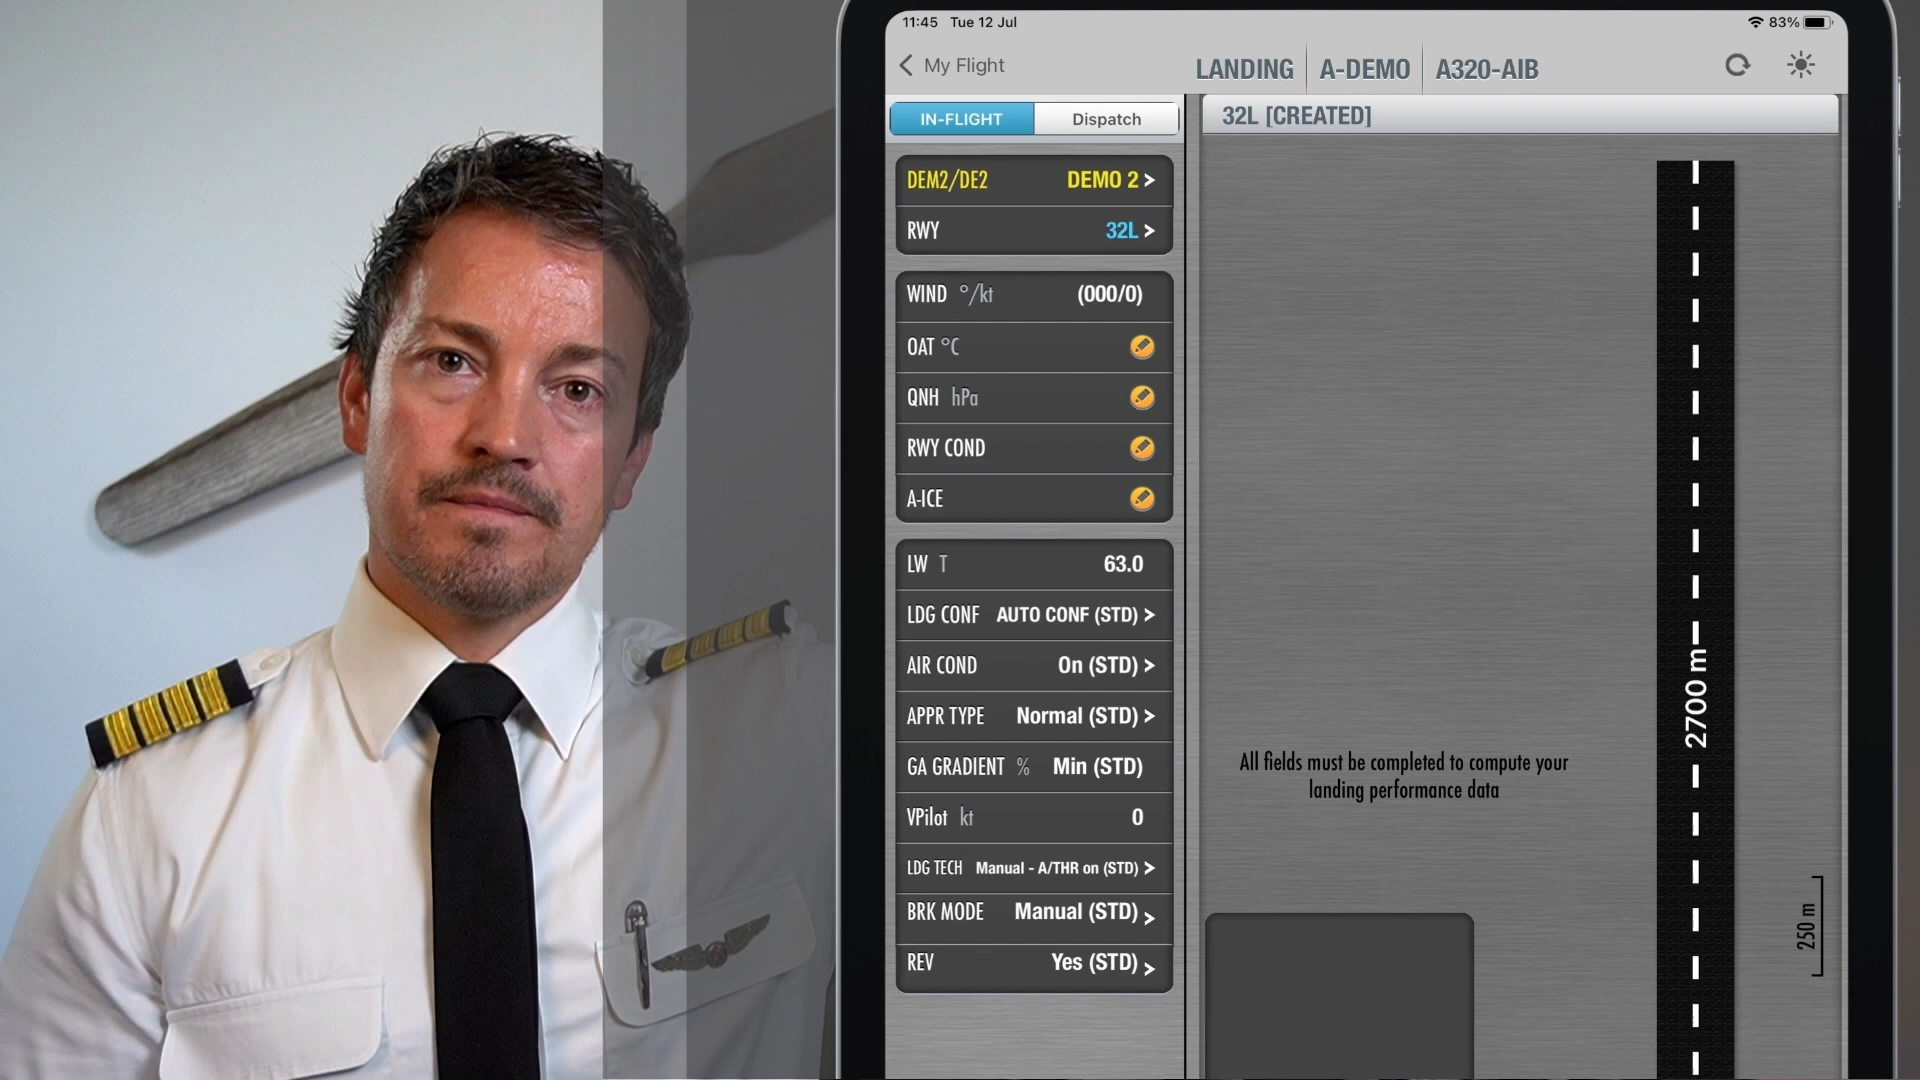 11:45 Tue 12 Jul
83%
My Flight
LANDING A-DEMO A320-AIB
IN-FLIGHT Dispatch
32L [CREATED]
DEM2/DE2 DEMO 2 >
RWY 32L >
WIND °/kt (000/0)
OAT °C
QNH hPa
RWY COND
A-ICE
LW T 63.0
LDG CONF AUTO CONF (STD) >
AIR COND On (STD) >
APPR TYPE Normal (STD) >
GA GRADIENT % Min (STD)
VPilot kt 0
LDG TECH Manual - A/THR on (STD) >
BRK MODE Manual (STD) >
REV Yes (STD) >
All fields must be completed to compute your
landing performance data
2700 m
250 m